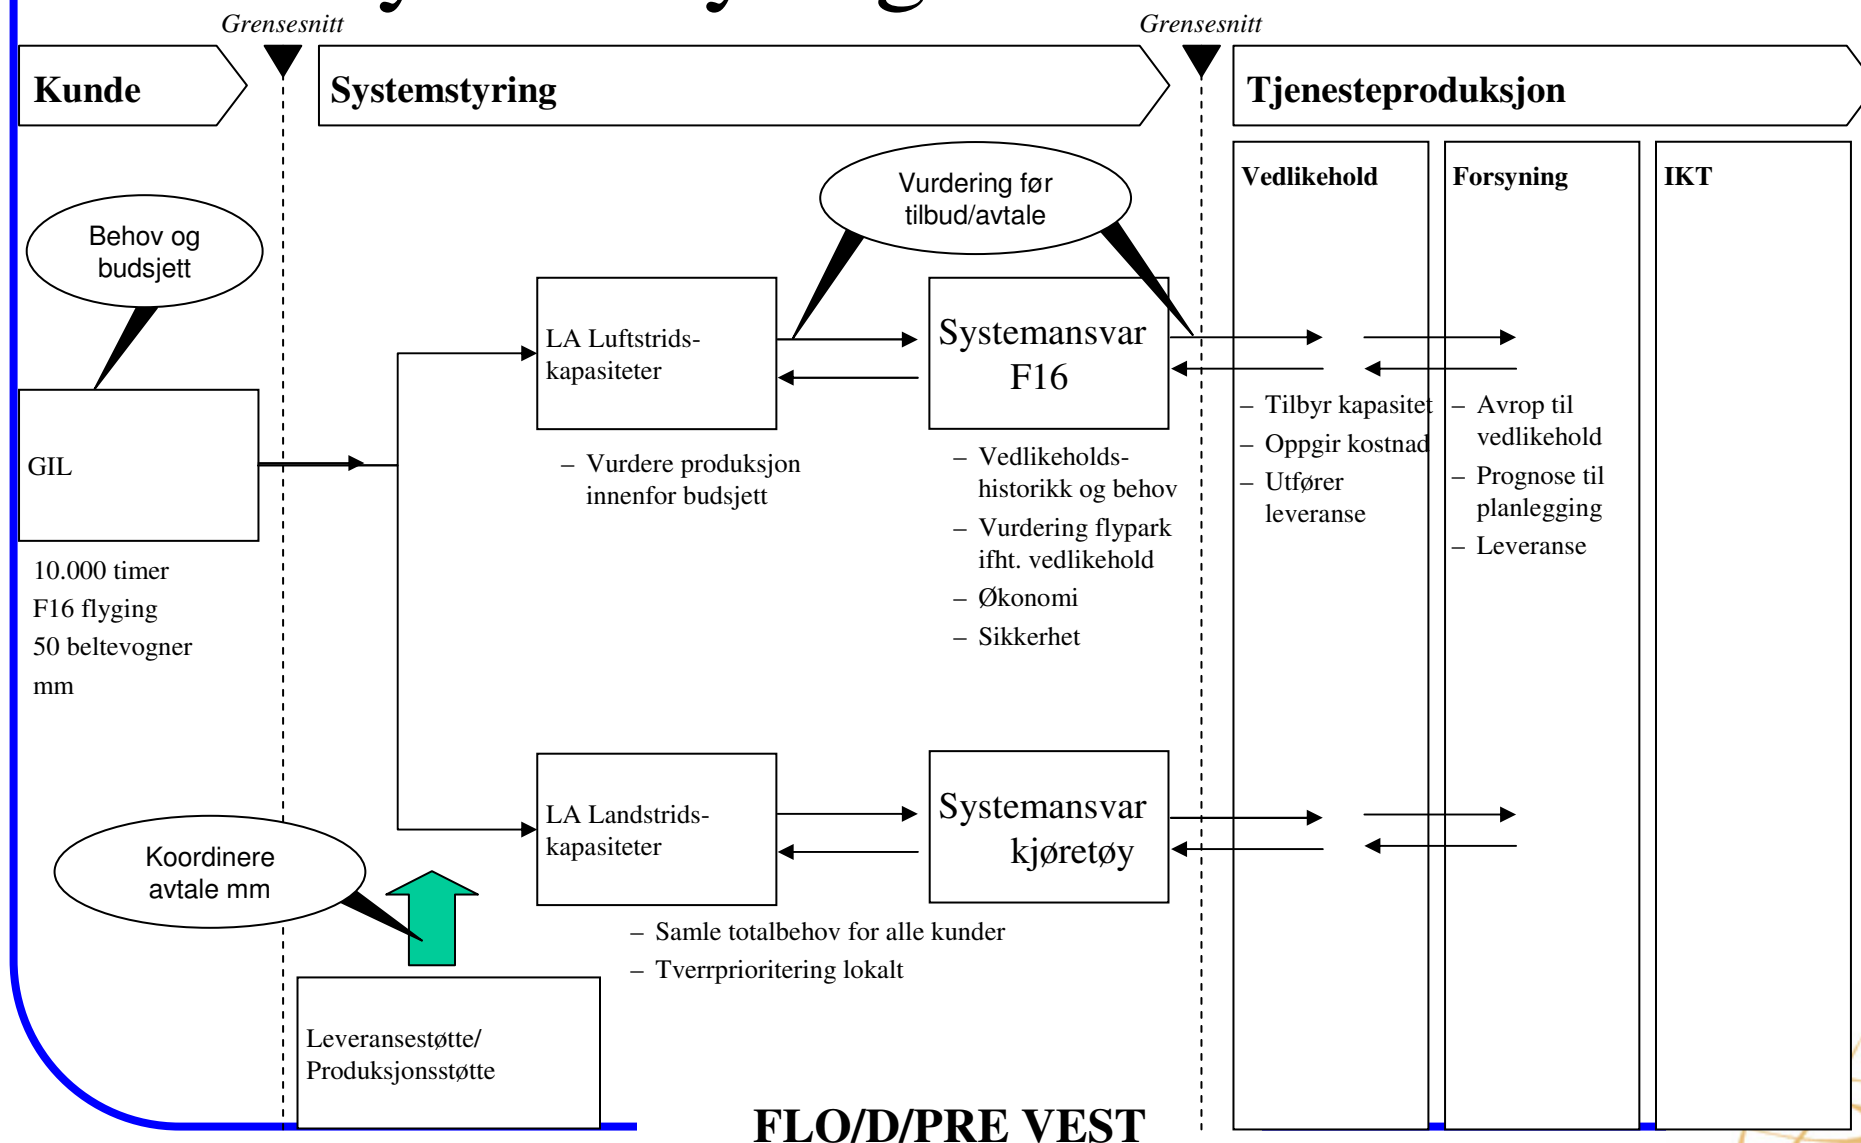 Grensesnitt
Grensesnitt
Kunde
Systemstyring
Tjenesteproduksjon
Vedlikehold
Forsyning
IKT
Behov og
budsjett
Vurdering før
tilbud/avtale
GIL
10.000 timer
F16 flyging
50 beltevogner
mm
LA Luftstrids-
kapasiteter
– Vurdere produksjon
innenfor budsjett
Systemansvar
F16
– Vedlikeholds-
historikk og behov
– Vurdering flypark
ifht. vedlikehold
– Økonomi
– Sikkerhet
– Tilbyr kapasitet
– Oppgir kostnad
– Utfører
leveranse
– Avrop til
vedlikehold
– Prognose til
planlegging
– Leveranse
LA Landstrids-
kapasiteter
Systemansvar
kjøretøy
– Samle totalbehov for alle kunder
– Tverrprioritering lokalt
Koordinere
avtale mm
Leveransestøtte/
Produksjonsstøtte
FLO/D/PRE VEST